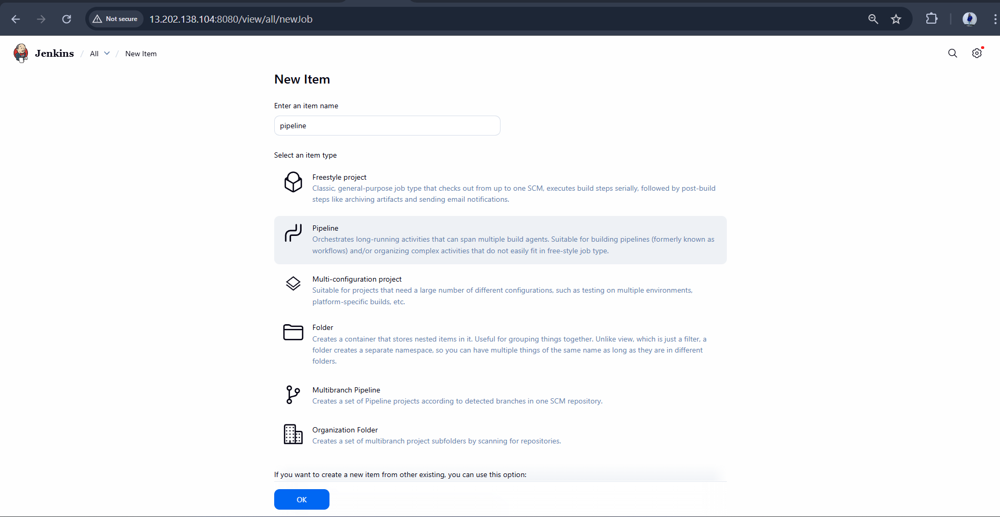 Not secure 13.202.138.104:8080/view/all/newJob
Jenkins / All / New Item
New Item
Enter an item name
pipeline
Select an item type
Freestyle project
Classic, general-purpose job type that checks out from up to one SCM, executes build steps serially, followed by post-build
steps like archiving artifacts and sending email notifications.
Pipeline
Orchestrates long-running activities that can span multiple build agents. Suitable for building pipelines (formerly known as
workflows) and/or organizing complex activities that do not easily fit in free-style job type.
Multi-configuration project
Suitable for projects that need a large number of different configurations, such as testing on multiple environments,
platform-specific builds, etc.
Folder
Creates a container that stores nested items in it. Useful for grouping things together. Unlike view, which is just a filter, a
folder creates a separate namespace, so you can have multiple things of the same name as long as they are in different
folders.
Multibranch Pipeline
Creates a set of Pipeline projects according to detected branches in one SCM repository.
Organization Folder
Creates a set of multibranch project subfolders by scanning for repositories.
If you want to create a new item from other existing, you can use this option:
OK